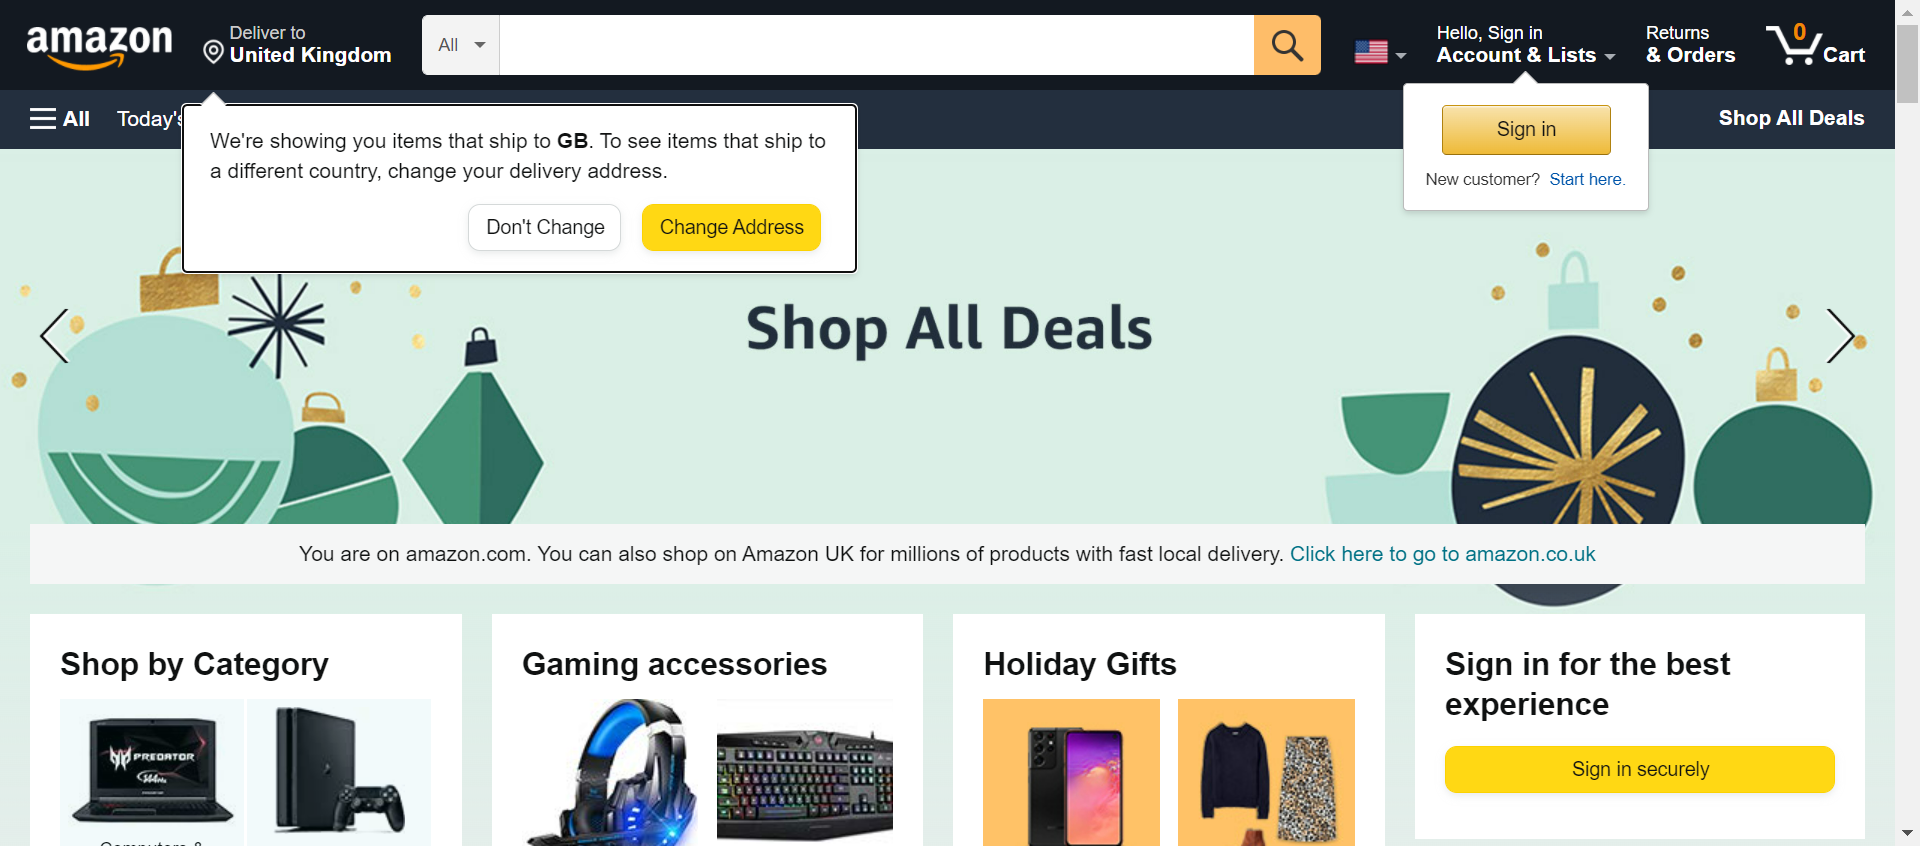 amazon
Deliver to
United Kingdom
All
Hello, Sign in
Account & Lists
Returns
& Orders
0
Cart
All
Today's
Shop All Deals
We're showing you items that ship to GB. To see items that ship to
a different country, change your delivery address.
Don't Change
Change Address
Sign in
New customer? Start here.
Shop All Deals
You are on amazon.com. You can also shop on Amazon UK for millions of products with fast local delivery. Click here to go to amazon.co.uk
Shop by Category
PREDATOR
Computers &
Gaming accessories
Holiday Gifts
Sign in for the best
experience
Sign in securely